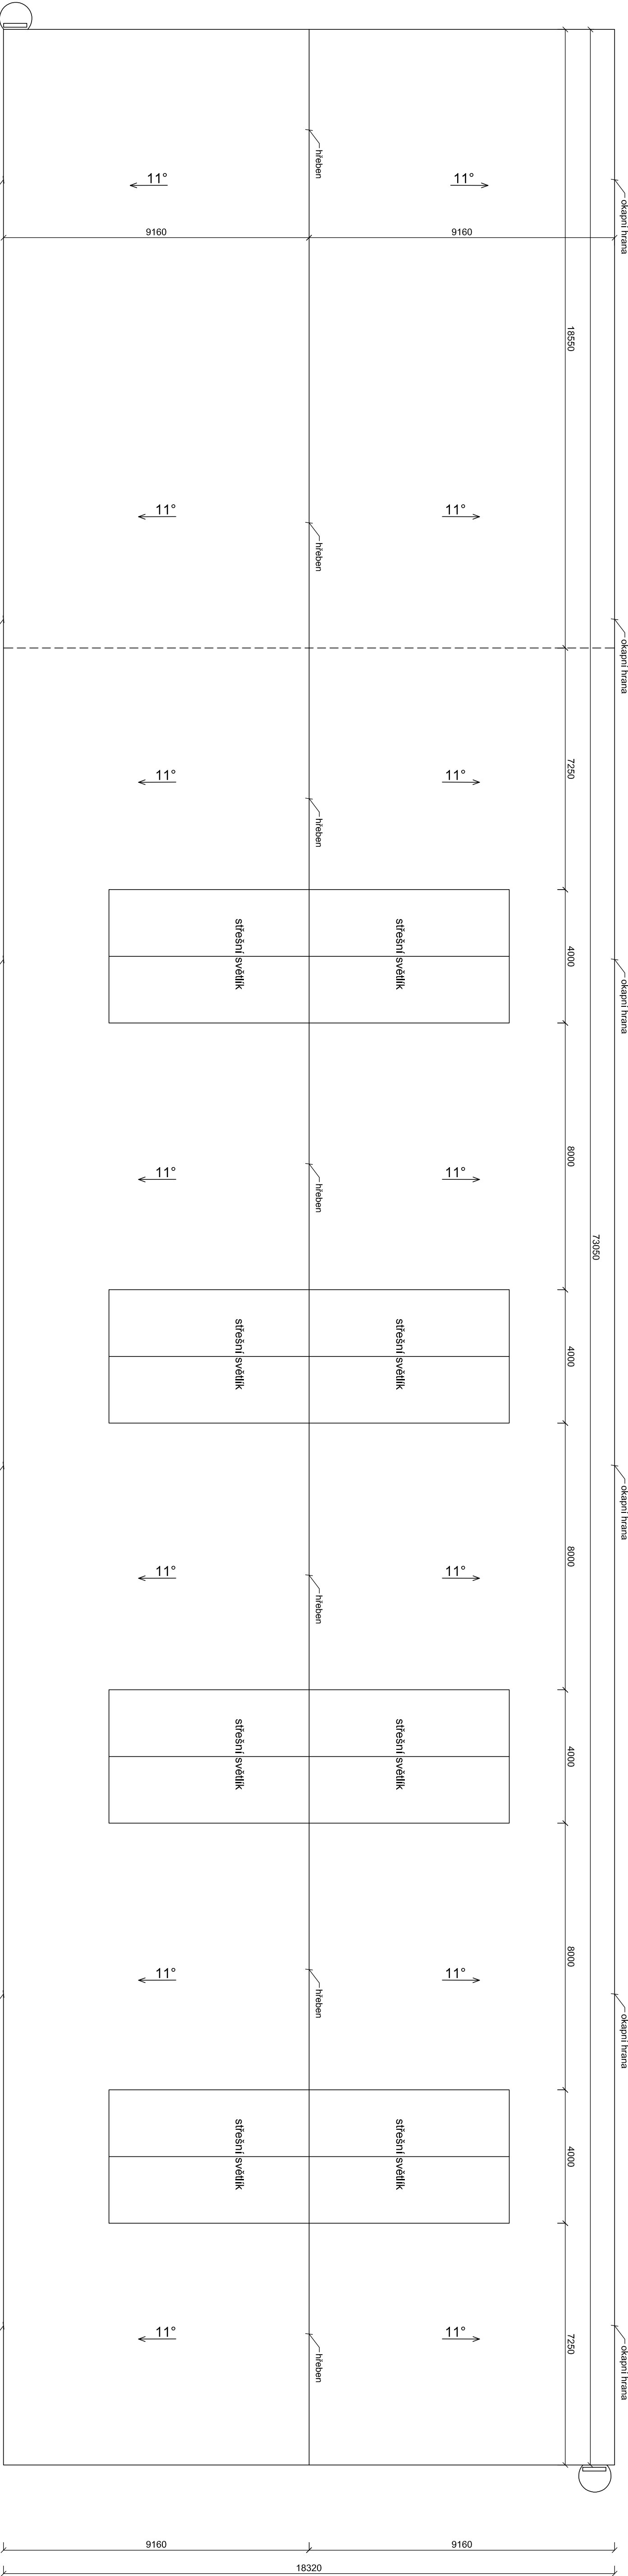 hřeben
okapní hrana
11°
11°
9160
9160
18550
11°
11°
hřeben
okapní hrana
7250
11°
11°
hřeben
střešní světlík
střešní světlík
4000
okapní hrana
8000
hřeben
11°
11°
73050
střešní světlík
střešní světlík
4000
okapní hrana
8000
11°
11°
hřeben
střešní světlík
střešní světlík
4000
8000
11°
11°
hřeben
okapní hrana
střešní světlík
střešní světlík
4000
11°
11°
hřeben
7250
okapní hrana
9160
9160
18320